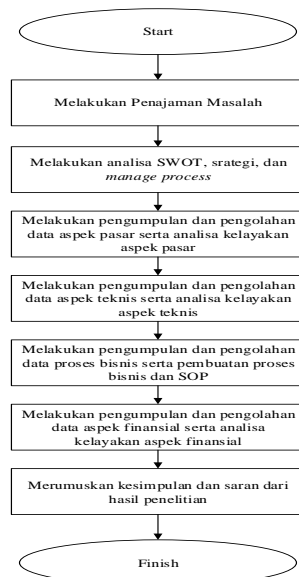 Start
Melakukan Penajaman Masalah
Melakukan analisa SWOT, srategi, dan
manage process
Melakukan pengumpulan dan pengolahan
data aspek pasar serta analisa kelayakan
aspek pasar
Melakukan pengumpulan dan pengolahan
data aspek teknis serta analisa kelayakan
aspek teknis
Melakukan pengumpulan dan pengolahan
data proses bisnis serta pembuatan proses
bisnis dan SOP
Melakukan pengumpulan dan pengolahan
data aspek finansial serta analisa
kelayakan aspek finansial
Merumuskan kesimpulan dan saran dari
hasil penelitian
Finish